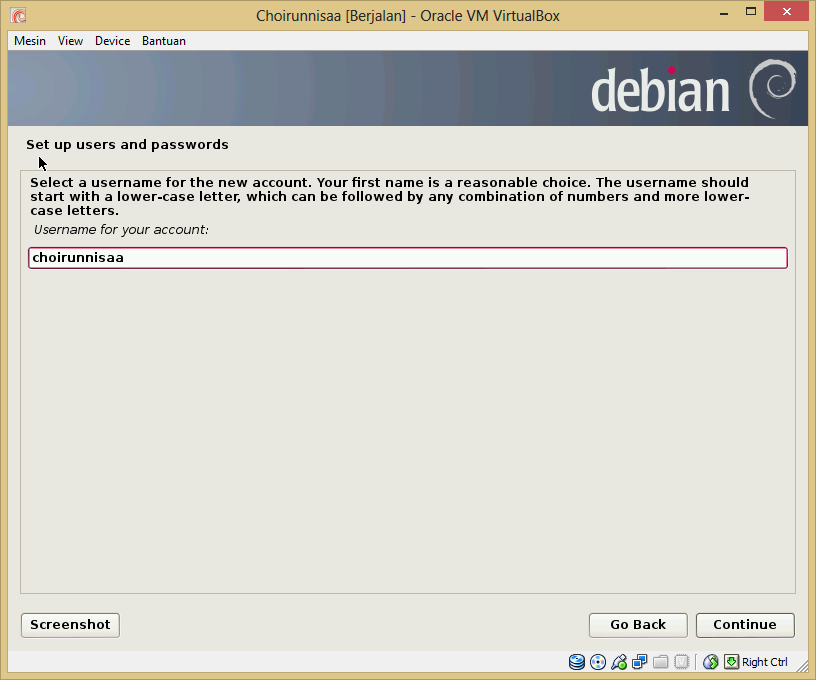 Choirunnisaa [Berjalan] - Oracle VM VirtualBox
Mesin View Device Bantuan
debian
Set up users and passwords
Select a username for the new account. Your first name is a reasonable choice. The username should
start with a lower-case letter, which can be followed by any combination of numbers and more lower-
case letters.
Username for your account:
choirunnisaa
Screenshot Go Back Continue
Right Ctrl